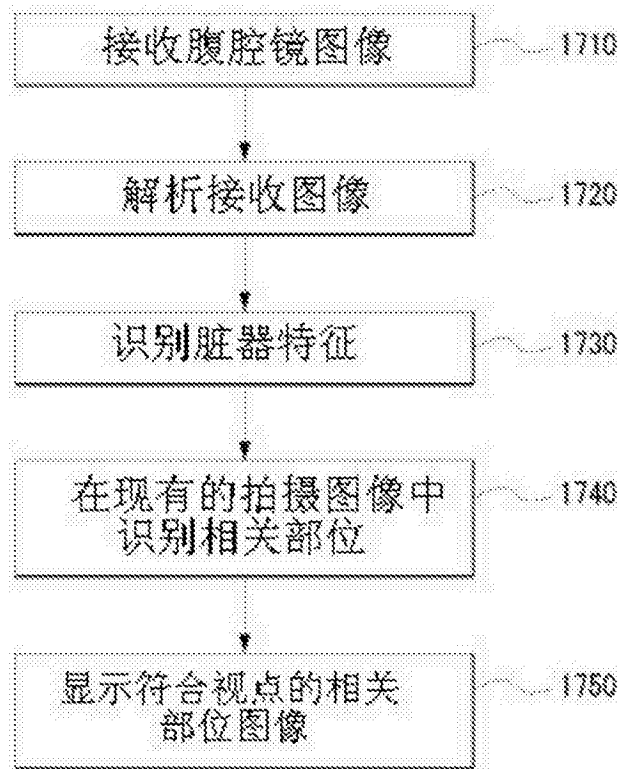 接收腹腔镜图像
1710
解析接收图像
1720
识别脏器特征
1730
在现有的拍摄图像中
识别相关部位
1740
显示符合视点的相关
部位图像
1750